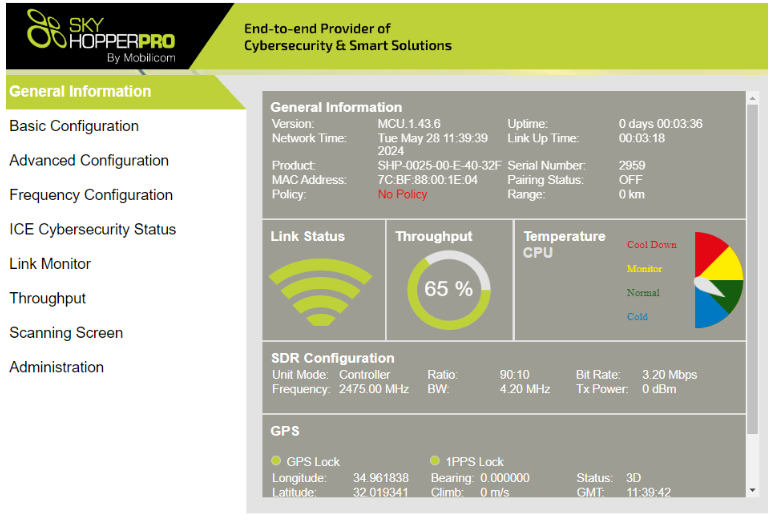 SKY
HOPPERPRO
By Mobilicom
End-to-end Provider of
Cybersecurity & Smart Solutions
General Information
Basic Configuration
Advanced Configuration
Frequency Configuration
ICE Cybersecurity Status
Link Monitor
Throughput
Scanning Screen
Administration
General Information
Version: MCU.1.43.6 Uptime: 0 days 00:03:36
Network Time: Tue May 28 11:39:39 2024 Link Up Time: 00:03:18
Product: SHP-0025-00-E-40-32F Serial Number: 2959
MAC Address: 7C:BF:88:00:1E:04 Pairing Status: OFF
Policy: No Policy Range: 0 km
Link Status
Throughput
65 %
Temperature
CPU
Cool Down
Monitor
Normal
Cold
SDR Configuration
Unit Mode: Controller Ratio: 90:10 Bit Rate: 3.20 Mbps
Frequency: 2475.00 MHz BW: 4.20 MHz Tx Power: 0 dBm
GPS
GPS Lock 1PPS Lock
Longitude: 34.961838 Bearing: 0.000000 Status: 3D
Latitude: 32.019341 Climb: 0 m/s GMT: 11:39:42